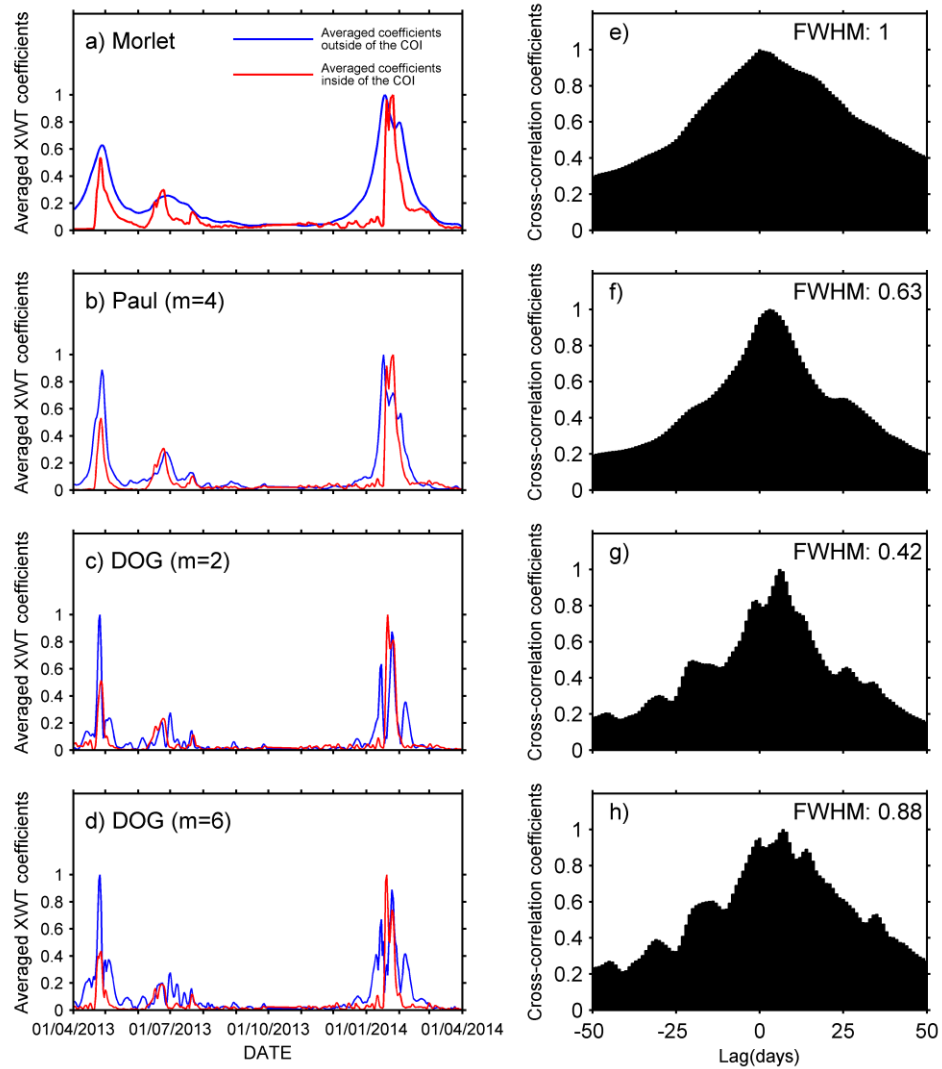 a) Morlet
Averaged coefficients
outside of the COI
Averaged coefficients
inside of the COI
Averaged XWT coefficients
1
0.8
0.6
0.4
0.2
0
e)
FWHM: 1
Cross-correlation coefficients
1
0.8
0.6
0.4
0.2
0
b) Paul (m=4)
Averaged XWT coefficients
1
0.8
0.6
0.4
0.2
0
f)
FWHM: 0.63
Cross-correlation coefficients
1
0.8
0.6
0.4
0.2
0
c) DOG (m=2)
Averaged XWT coefficients
1
0.8
0.6
0.4
0.2
0
g)
FWHM: 0.42
Cross-correlation coefficients
1
0.8
0.6
0.4
0.2
0
d) DOG (m=6)
Averaged XWT coefficients
1
0.8
0.6
0.4
0.2
0
01/04/2013 01/07/2013 01/10/2013 01/01/2014 01/04/2014
DATE
h)
FWHM: 0.88
Cross-correlation coefficients
1
0.8
0.6
0.4
0.2
0
-50 -25 0 25 50
Lag(days)